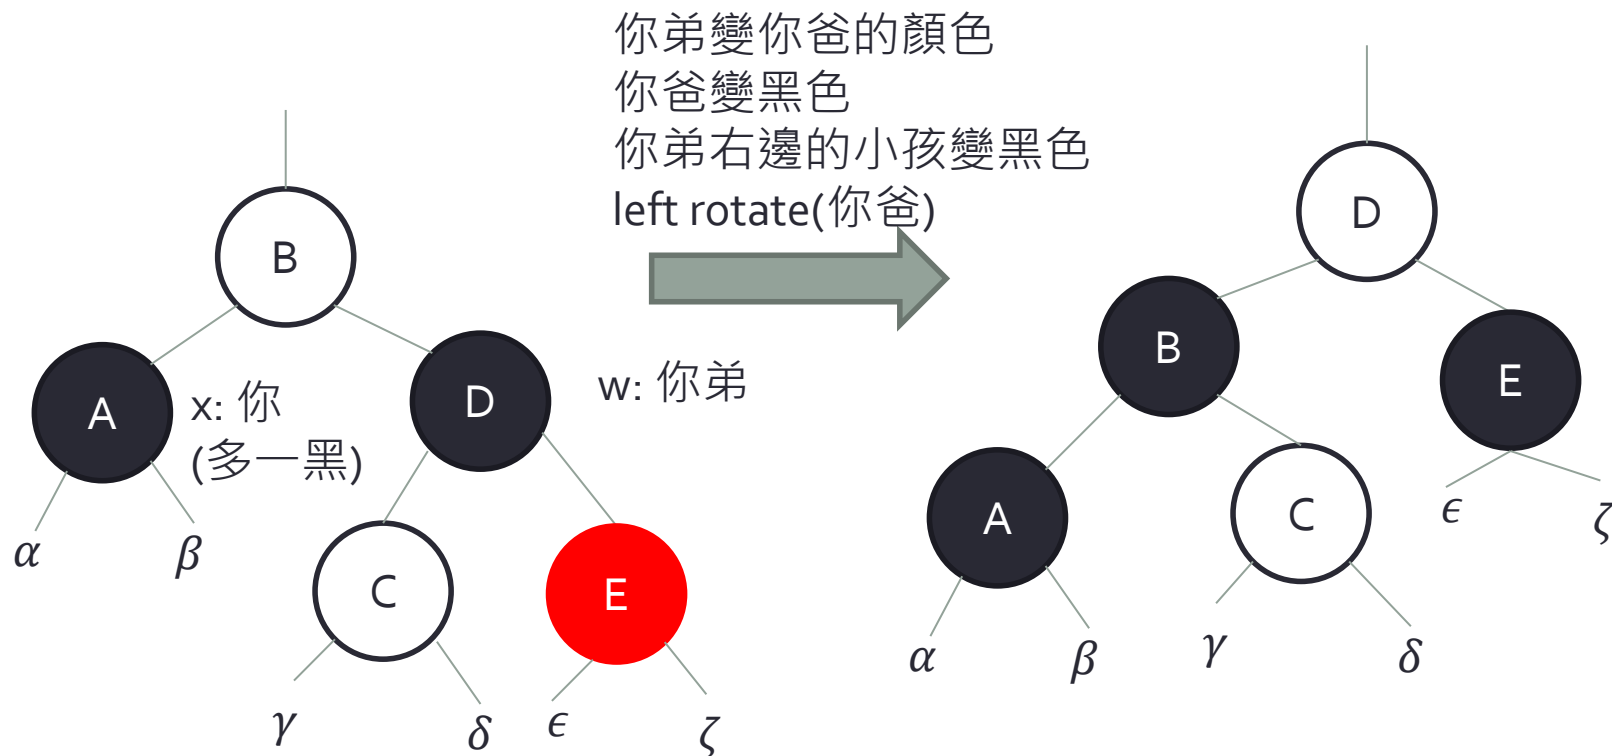 你弟變你爸的顏色
你爸變黑色
你弟右邊的小孩變黑色
left rotate(你爸)
B
A
x: 你
(多一黑)
D
w: 你弟
C
E
α
β
γ
δ
ϵ
ζ
D
B
E
A
C
ϵ
ζ
α
β
γ
δ